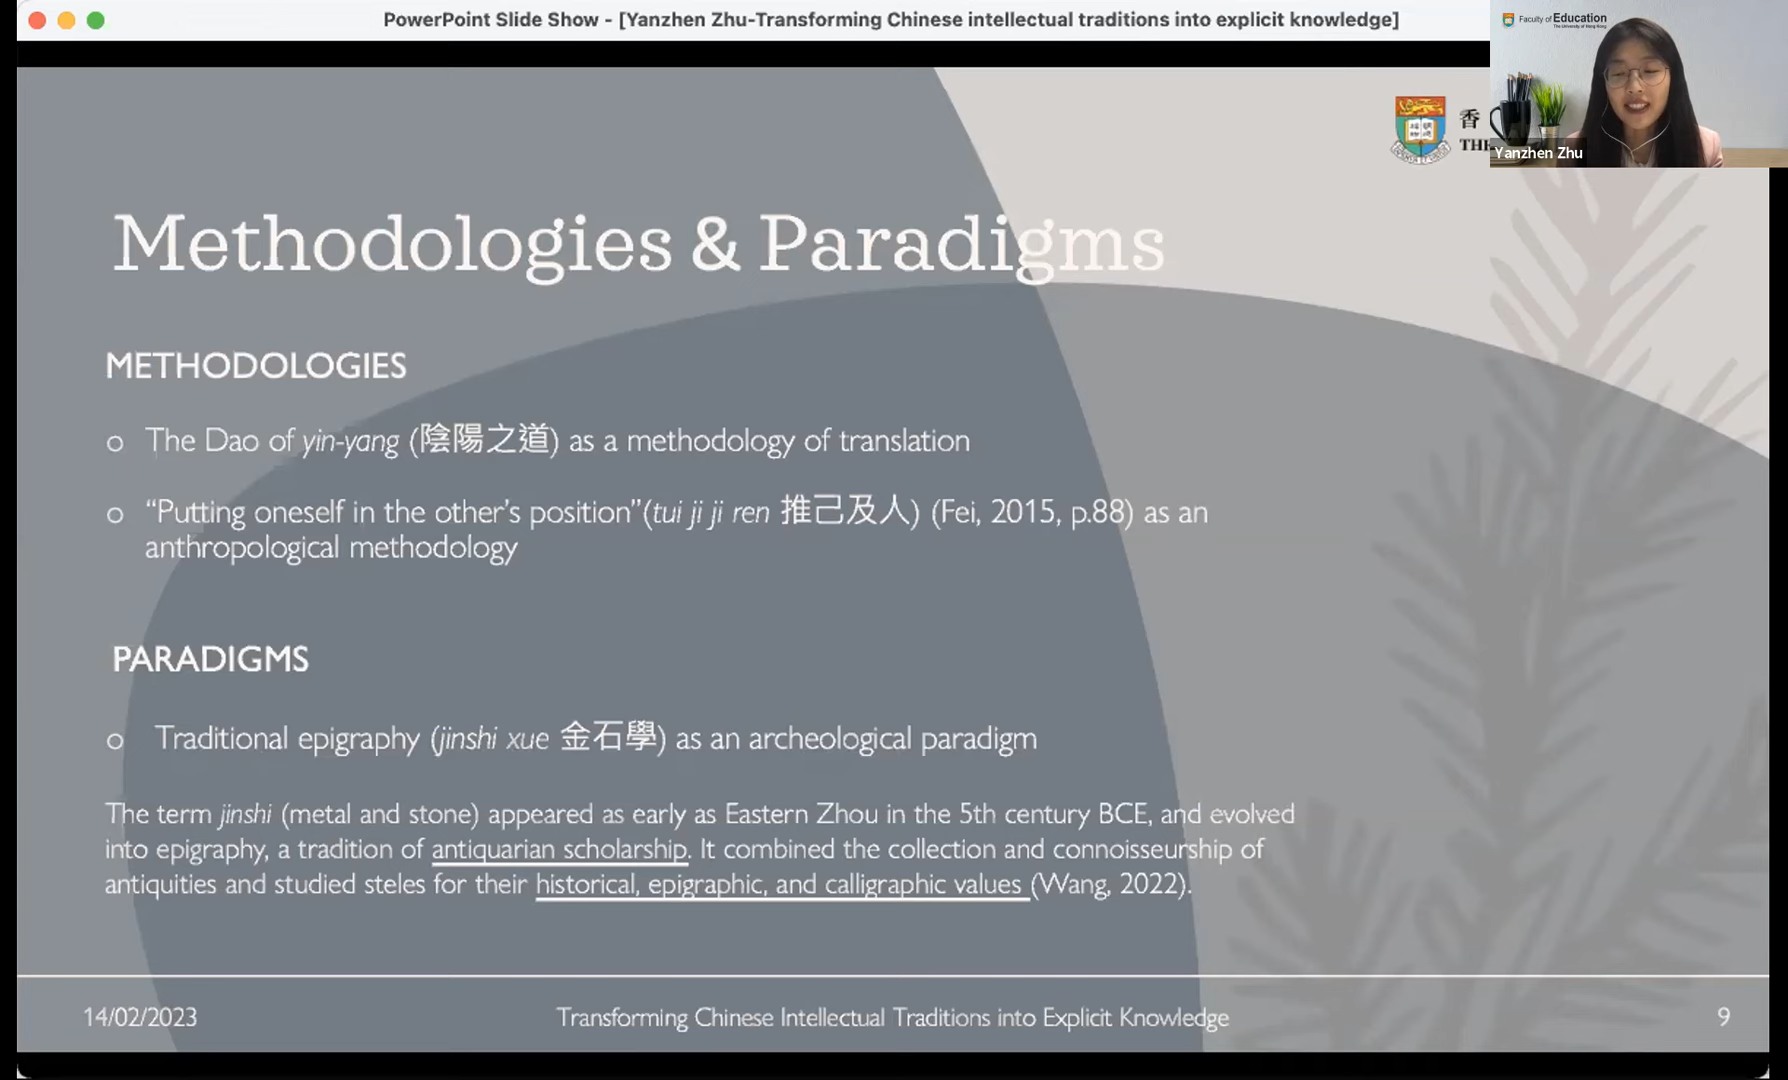 PowerPoint Slide Show - [Yanzhen Zhu-Transforming Chinese intellectual traditions into explicit knowledge]
Faculty of Education
The University of Hong Kong
香
THE
Yanzhen Zhu
Methodologies & Paradigms
METHODOLOGIES
o The Dao of yin-yang (陰陽之道) as a methodology of translation
o “Putting oneself in the other’s position”(tui ji ji ren 推己及人) (Fei, 2015, p.88) as an
anthropological methodology
PARADIGMS
o Traditional epigraphy (jinshi xue 金石學) as an archeological paradigm
The term jinshi (metal and stone) appeared as early as Eastern Zhou in the 5th century BCE, and evolved
into epigraphy, a tradition of antiquarian scholarship. It combined the collection and connoisseurship of
antiquities and studied steles for their historical, epigraphic, and calligraphic values (Wang, 2022).
14/02/2023
Transforming Chinese Intellectual Traditions into Explicit Knowledge
9